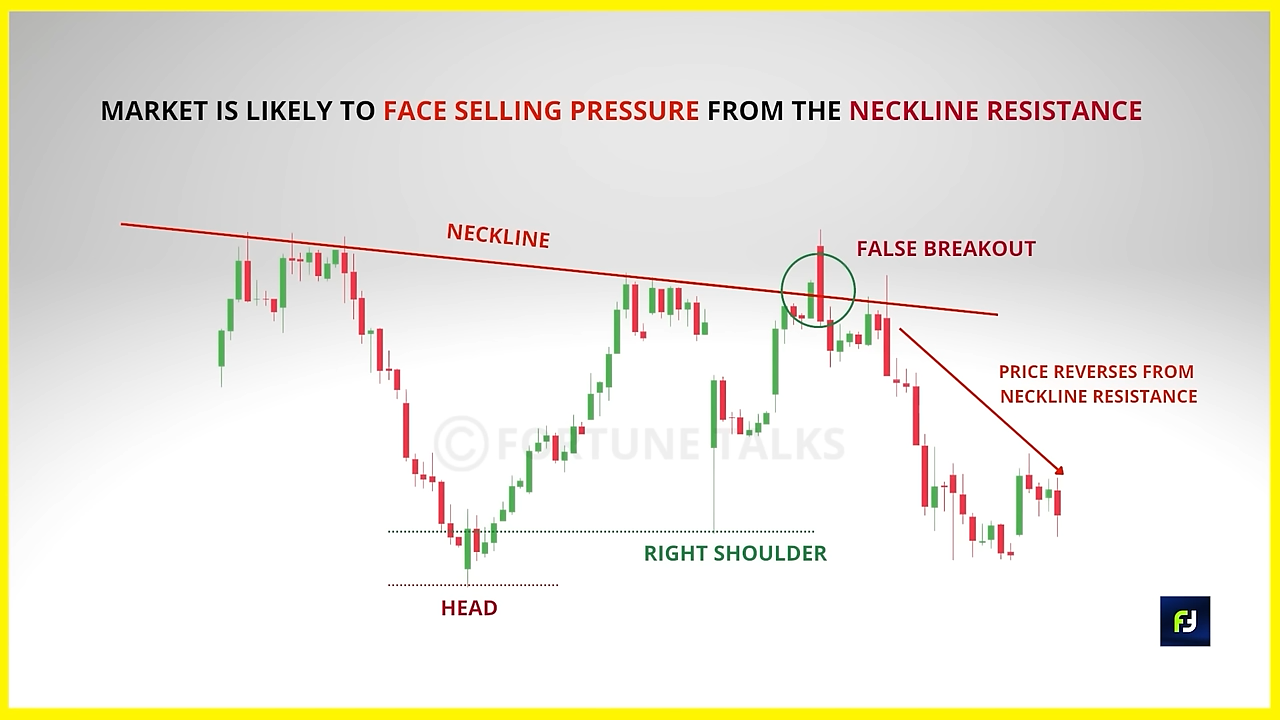 MARKET IS LIKELY TO FACE SELLING PRESSURE FROM THE NECKLINE RESISTANCE
NECKLINE
FALSE BREAKOUT
PRICE REVERSES FROM
NECKLINE RESISTANCE
© FORTUNE TALKS
RIGHT SHOULDER
HEAD